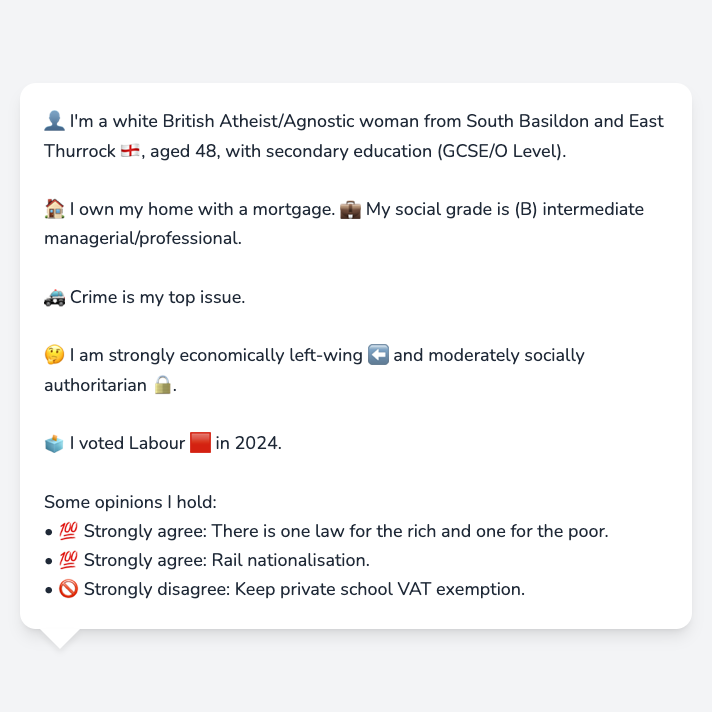 👤 I'm a white British Atheist/Agnostic woman from South Basildon and East
Thurrock 🏴󠁧󠁢󠁥󠁮󠁧󠁿, aged 48, with secondary education (GCSE/O Level).
🏠 I own my home with a mortgage. 💼 My social grade is (B) intermediate
managerial/professional.
🚓 Crime is my top issue.
🤔 I am strongly economically left-wing ⬅️ and moderately socially
authoritarian 🔒.
🗳️ I voted Labour 🟥 in 2024.
Some opinions I hold:
• 💯 Strongly agree: There is one law for the rich and one for the poor.
• 💯 Strongly agree: Rail nationalisation.
• 🚫 Strongly disagree: Keep private school VAT exemption.